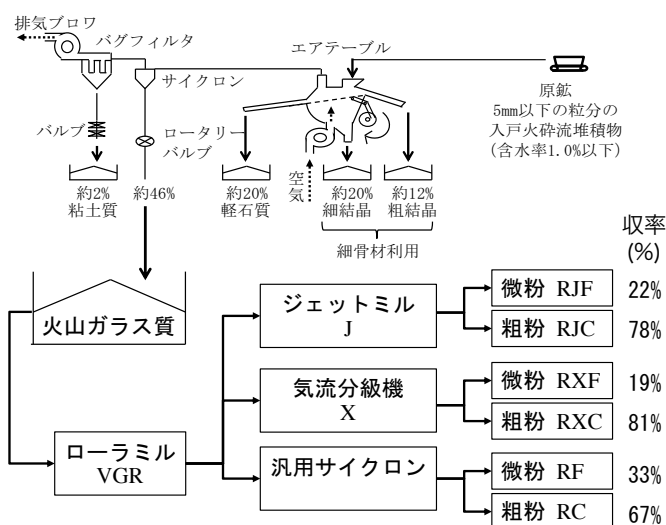 排気ブロワ
バグフィルタ
サイクロン
エアテーブル
原鉱
5mm以下の粒分の
入戸火砕流堆積物
(含水率1.0%以下)
バルブ
ロータリー
バルブ
空気
約2%
粘土質
約46%
約20%
軽石質
約20%
細結晶
約12%
粗結晶
細骨材利用
収率
(%)
火山ガラス質
ローラミル
VGR
ジェットミル
J
微粉 RJF 22%
粗粉 RJC 78%
気流分級機
X
微粉 RXF 19%
粗粉 RXC 81%
汎用サイクロン
微粉 RF 33%
粗粉 RC 67%